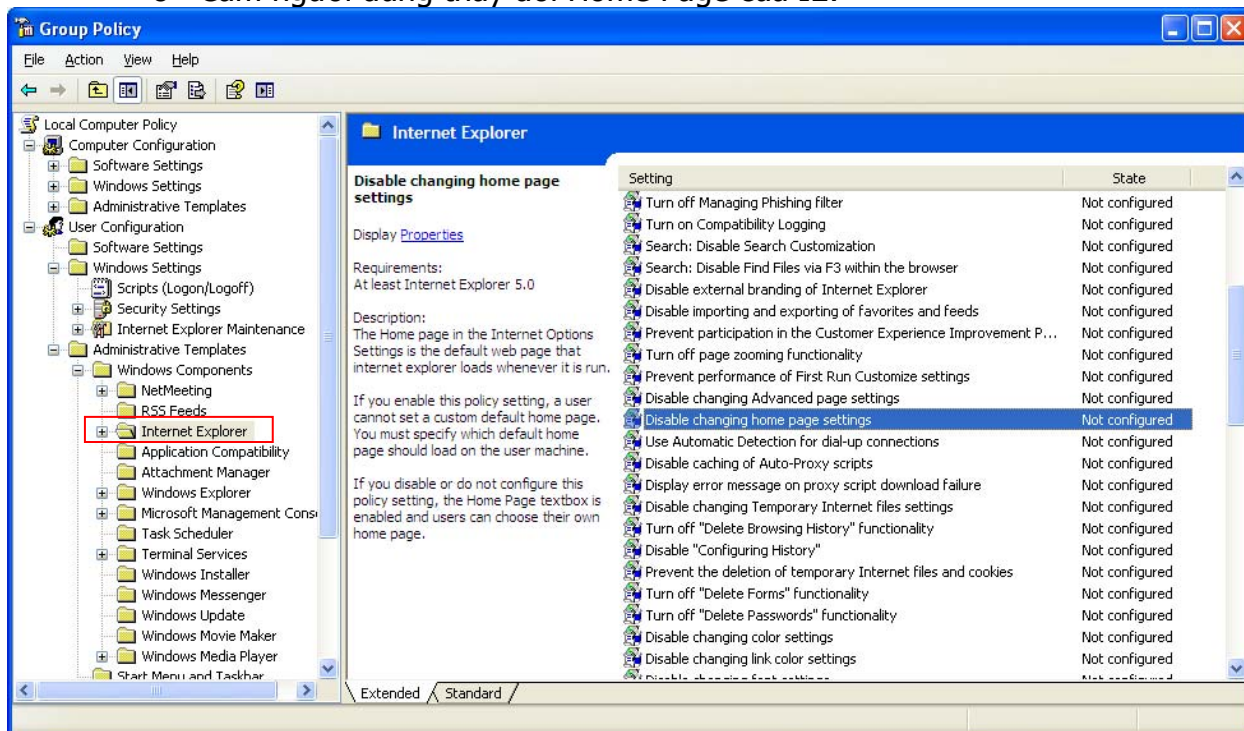 Cấm người dùng thay đổi Home Page của IE.
Group Policy
File Action View Help
Local Computer Policy
Computer Configuration
Software Settings
Windows Settings
Administrative Templates
User Configuration
Software Settings
Windows Settings
Scripts (Logon/Logoff)
Security Settings
Internet Explorer Maintenance
Administrative Templates
Windows Components
NetMeeting
RSS Feeds
Internet Explorer
Application Compatibility
Attachment Manager
Windows Explorer
Microsoft Management Conso
Task Scheduler
Terminal Services
Windows Installer
Windows Messenger
Windows Update
Windows Movie Maker
Windows Media Player
Start Menu and Taskbar
Internet Explorer
Disable changing home page
settings
Display Properties
Requirements:
At least Internet Explorer 5.0
Description:
The Home page in the Internet Options
Settings is the default web page that
internet explorer loads whenever it is run.
If you enable this policy setting, a user
cannot set a custom default home page.
You must specify which default home
page should load on the user machine.
If you disable or do not configure this
policy setting, the Home Page textbox is
enabled and users can choose their own
home page.
Setting State
Turn off Managing Phishing filter Not configured
Turn on Compatibility Logging Not configured
Search: Disable Search Customization Not configured
Search: Disable Find Files via F3 within the browser Not configured
Disable external branding of Internet Explorer Not configured
Disable importing and exporting of favorites and feeds Not configured
Prevent participation in the Customer Experience Improvement P... Not configured
Turn off page zooming functionality Not configured
Prevent performance of First Run Customize settings Not configured
Disable changing Advanced page settings Not configured
Disable changing home page settings Not configured
Use Automatic Detection for dial-up connections Not configured
Disable caching of Auto-Proxy scripts Not configured
Display error message on proxy script download failure Not configured
Disable changing Temporary Internet files settings Not configured
Turn off "Delete Browsing History" functionality Not configured
Disable "Configuring History" Not configured
Prevent the deletion of temporary Internet files and cookies Not configured
Turn off "Delete Forms" functionality Not configured
Turn off "Delete Passwords" functionality Not configured
Disable changing color settings Not configured
Disable changing link color settings Not configured
Disable changing font settings Not configured
Extended Standard